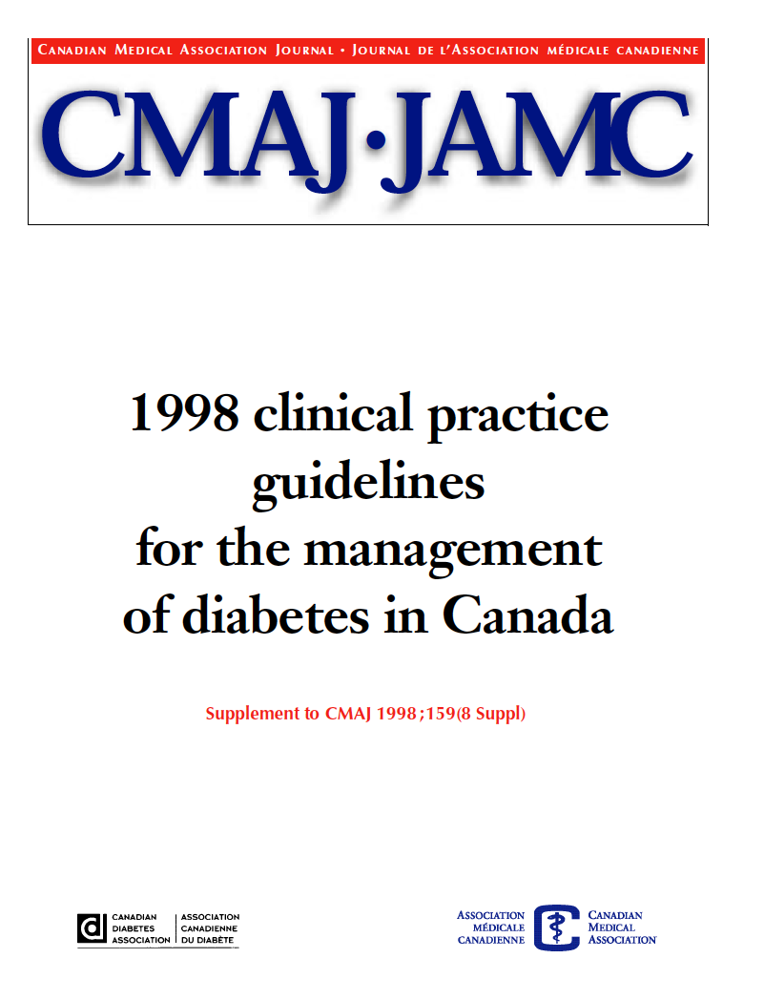 CANADIAN MEDICAL ASSOCIATION JOURNAL • JOURNAL DE L'ASSOCIATION MÉDICALE CANADIENNE
CMAJ•JAMC
1998 clinical practice
guidelines
for the management
of diabetes in Canada
Supplement to CMAJ 1998;159(8 Suppl)
CANADIAN
DIABETES
ASSOCIATION
ASSOCIATION
CANADIENNE
DU DIABÈTE
ASSOCIATION
MÉDICALE
CANADIENNE
CANADIAN
MEDICAL
ASSOCIATION